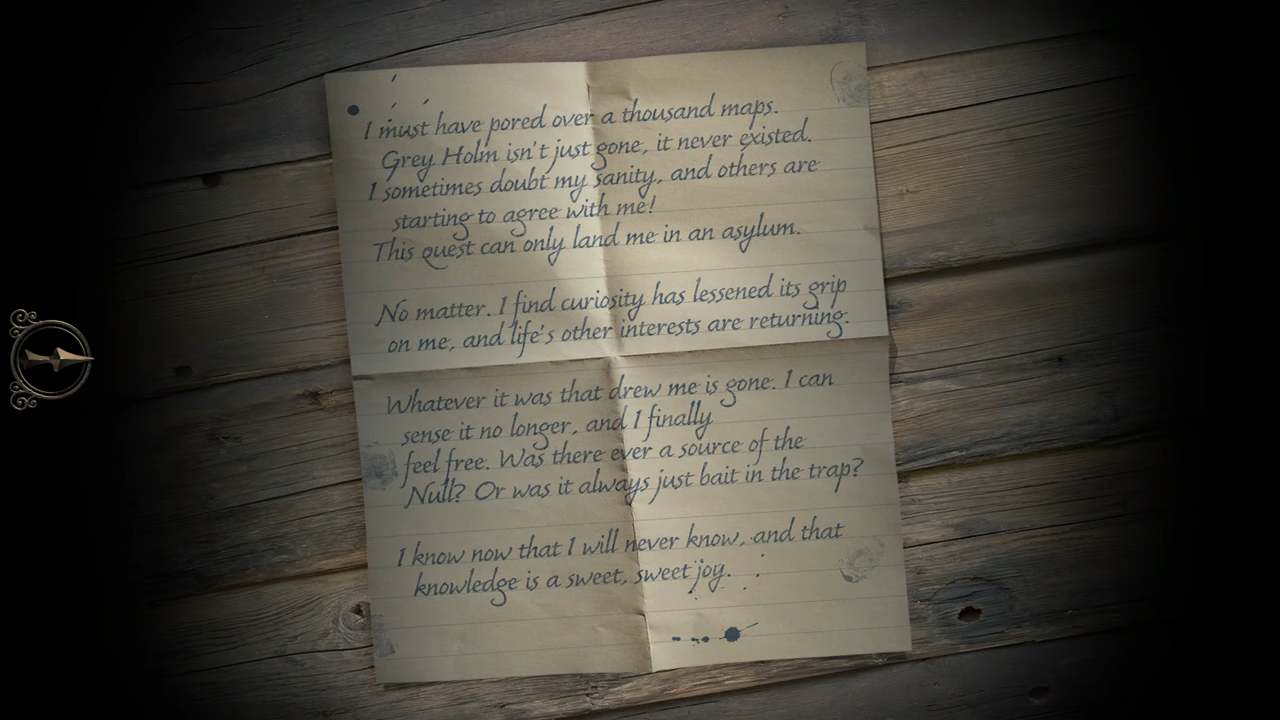 I must have pored over a thousand maps.
Grey Holm isn't just gone, it never existed.
I sometimes doubt my sanity, and others are
starting to agree with me!
This quest can only land me in an asylum.
No matter. I find curiosity has lessened its grip
on me, and life's other interests are returning.
Whatever it was that drew me is gone. I can
sense it no longer, and I finally
feel free. Was there ever a source of the
Null? Or was it always just bait in the trap?
I know now that I will never know, and that
knowledge is a sweet, sweet joy.